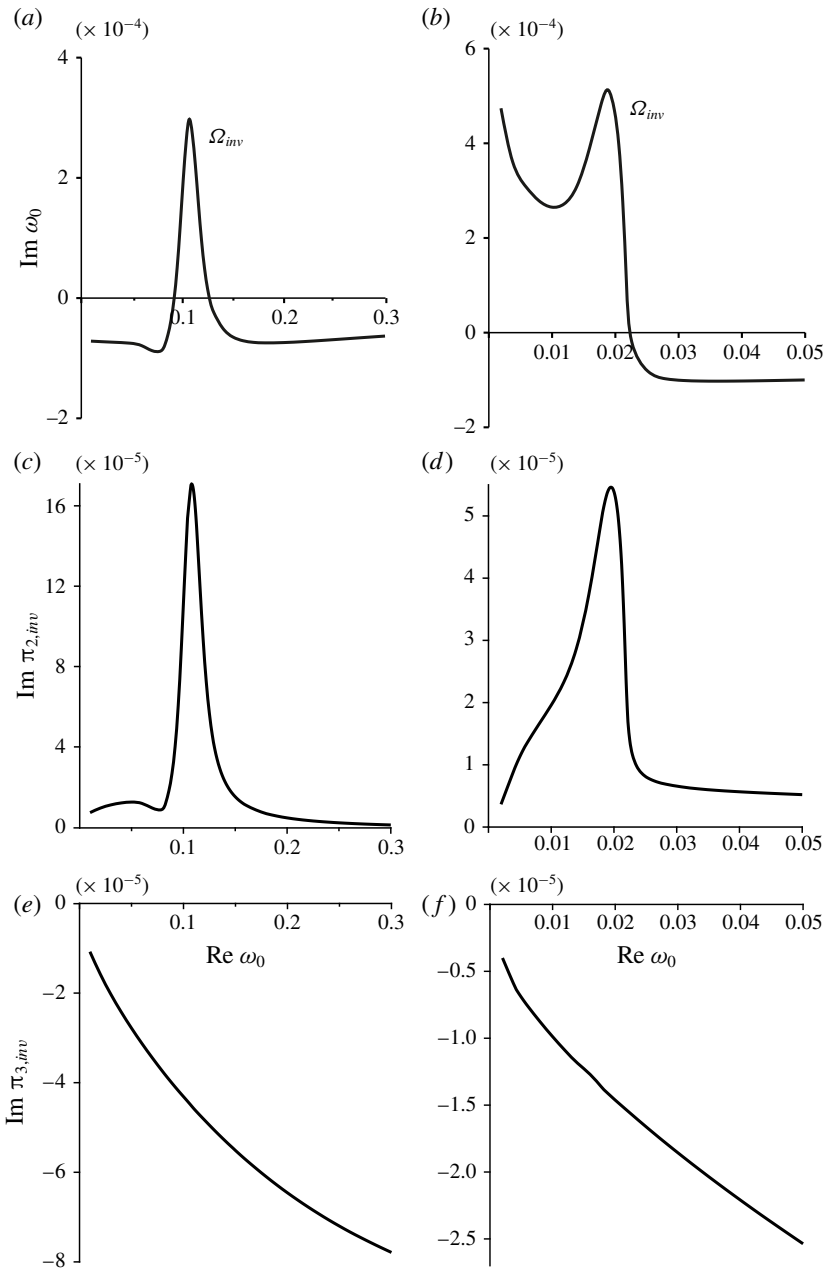 (a) (× 10⁻⁴)
4
2
0
−2
Im ω₀
Ω_inv
0.1 0.2 0.3
(b) (× 10⁻⁴)
6
4
2
0
−2
Ω_inv
0.01 0.02 0.03 0.04 0.05
(c) (× 10⁻⁵)
16
12
8
4
0
Im π₂,inv
0.1 0.2 0.3
(d) (× 10⁻⁵)
5
4
3
2
1
0
0.01 0.02 0.03 0.04 0.05
(e) (× 10⁻⁵)
0
−2
−4
−6
−8
Im π₃,inv
0.1 0.2 0.3
Re ω₀
(f) (× 10⁻⁵)
0
−0.5
−1.0
−1.5
−2.0
−2.5
0.01 0.02 0.03 0.04 0.05
Re ω₀